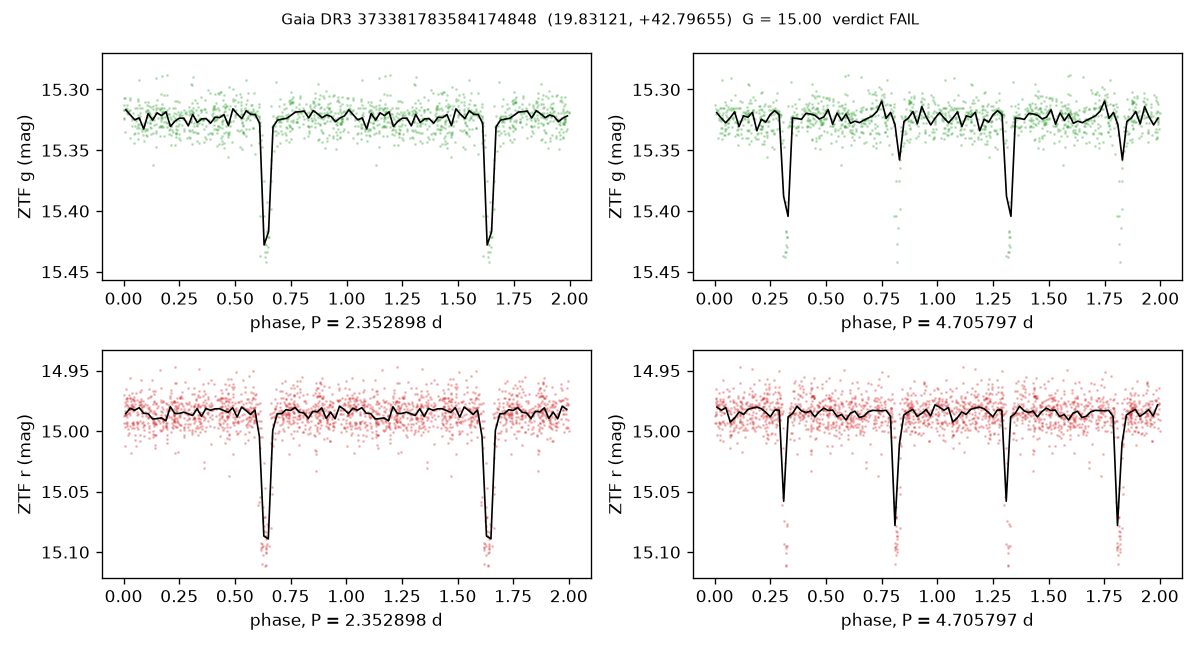 Gaia DR3 373381783584174848  (19.83121, +42.79655)  G = 15.00  verdict FAIL
ZTF g (mag)
15.30
15.35
15.40
15.45
0.00 0.25 0.50 0.75 1.00 1.25 1.50 1.75 2.00
phase, P = 2.352898 d
ZTF g (mag)
15.30
15.35
15.40
15.45
0.00 0.25 0.50 0.75 1.00 1.25 1.50 1.75 2.00
phase, P = 4.705797 d
ZTF r (mag)
14.95
15.00
15.05
15.10
0.00 0.25 0.50 0.75 1.00 1.25 1.50 1.75 2.00
phase, P = 2.352898 d
ZTF r (mag)
14.95
15.00
15.05
15.10
0.00 0.25 0.50 0.75 1.00 1.25 1.50 1.75 2.00
phase, P = 4.705797 d